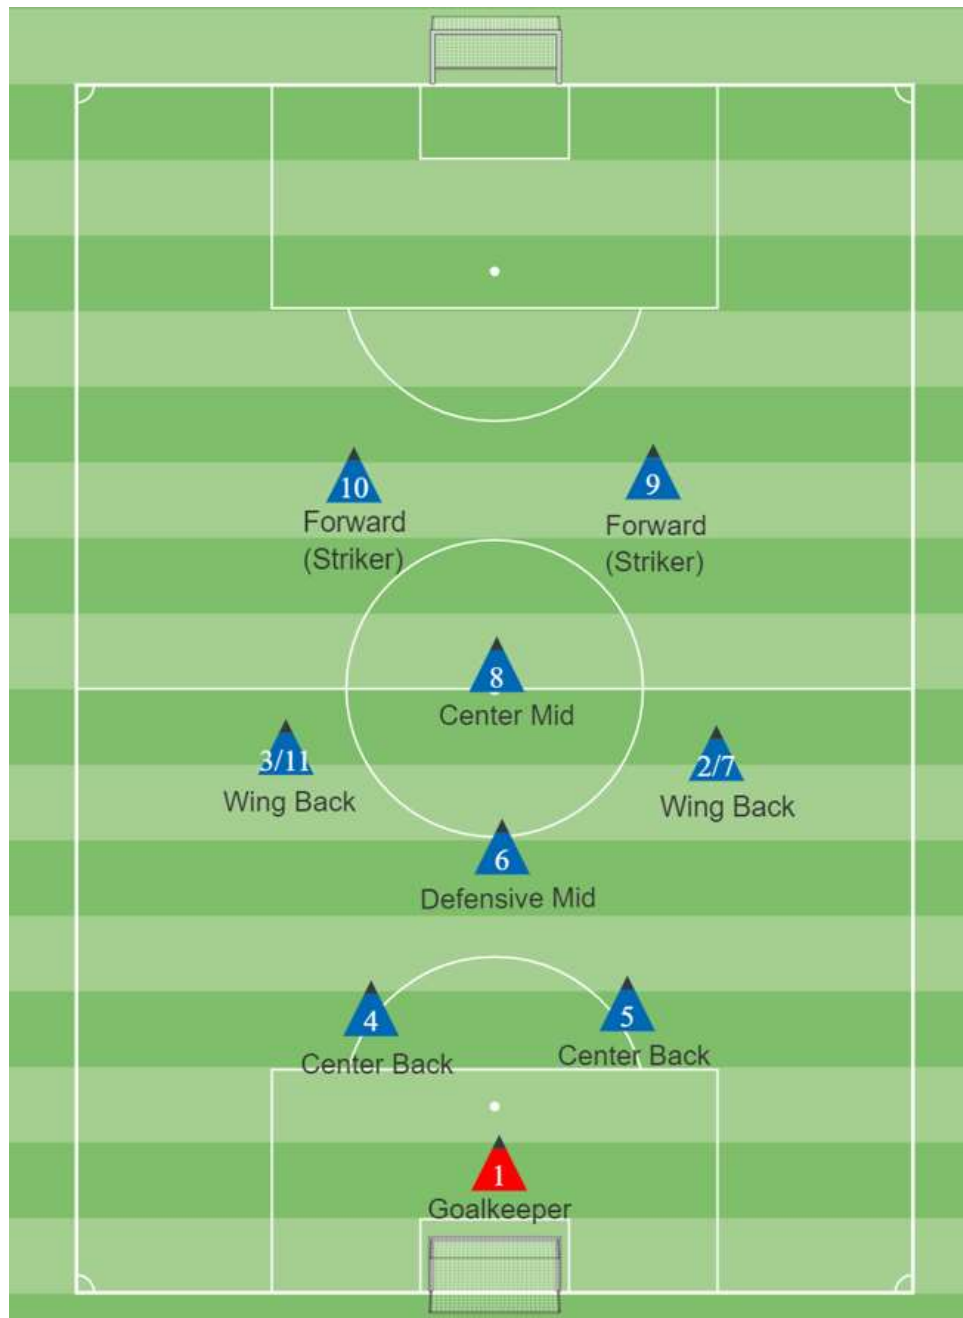 10
Forward
(Striker)
9
Forward
(Striker)
8
Center Mid
3/11
Wing Back
2/7
Wing Back
6
Defensive Mid
4
Center Back
5
Center Back
1
Goalkeeper